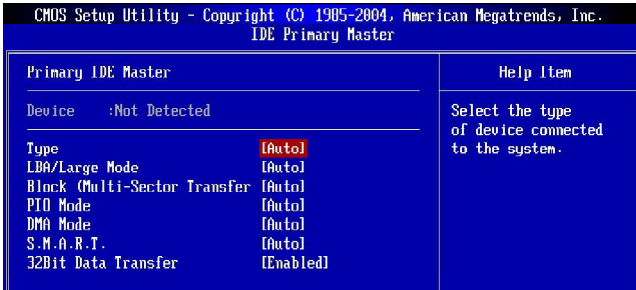 CMOS Setup Utility - Copyright (C) 1985-2004, American Megatrends, Inc.
IDE Primary Master
Primary IDE Master
Help Item
Device :Not Detected
Select the type
of device connected
to the system.
Type [Auto]
LBA/Large Mode [Auto]
Block (Multi-Sector Transfer [Auto]
PIO Mode [Auto]
DMA Mode [Auto]
S.M.A.R.T. [Auto]
32Bit Data Transfer [Enabled]